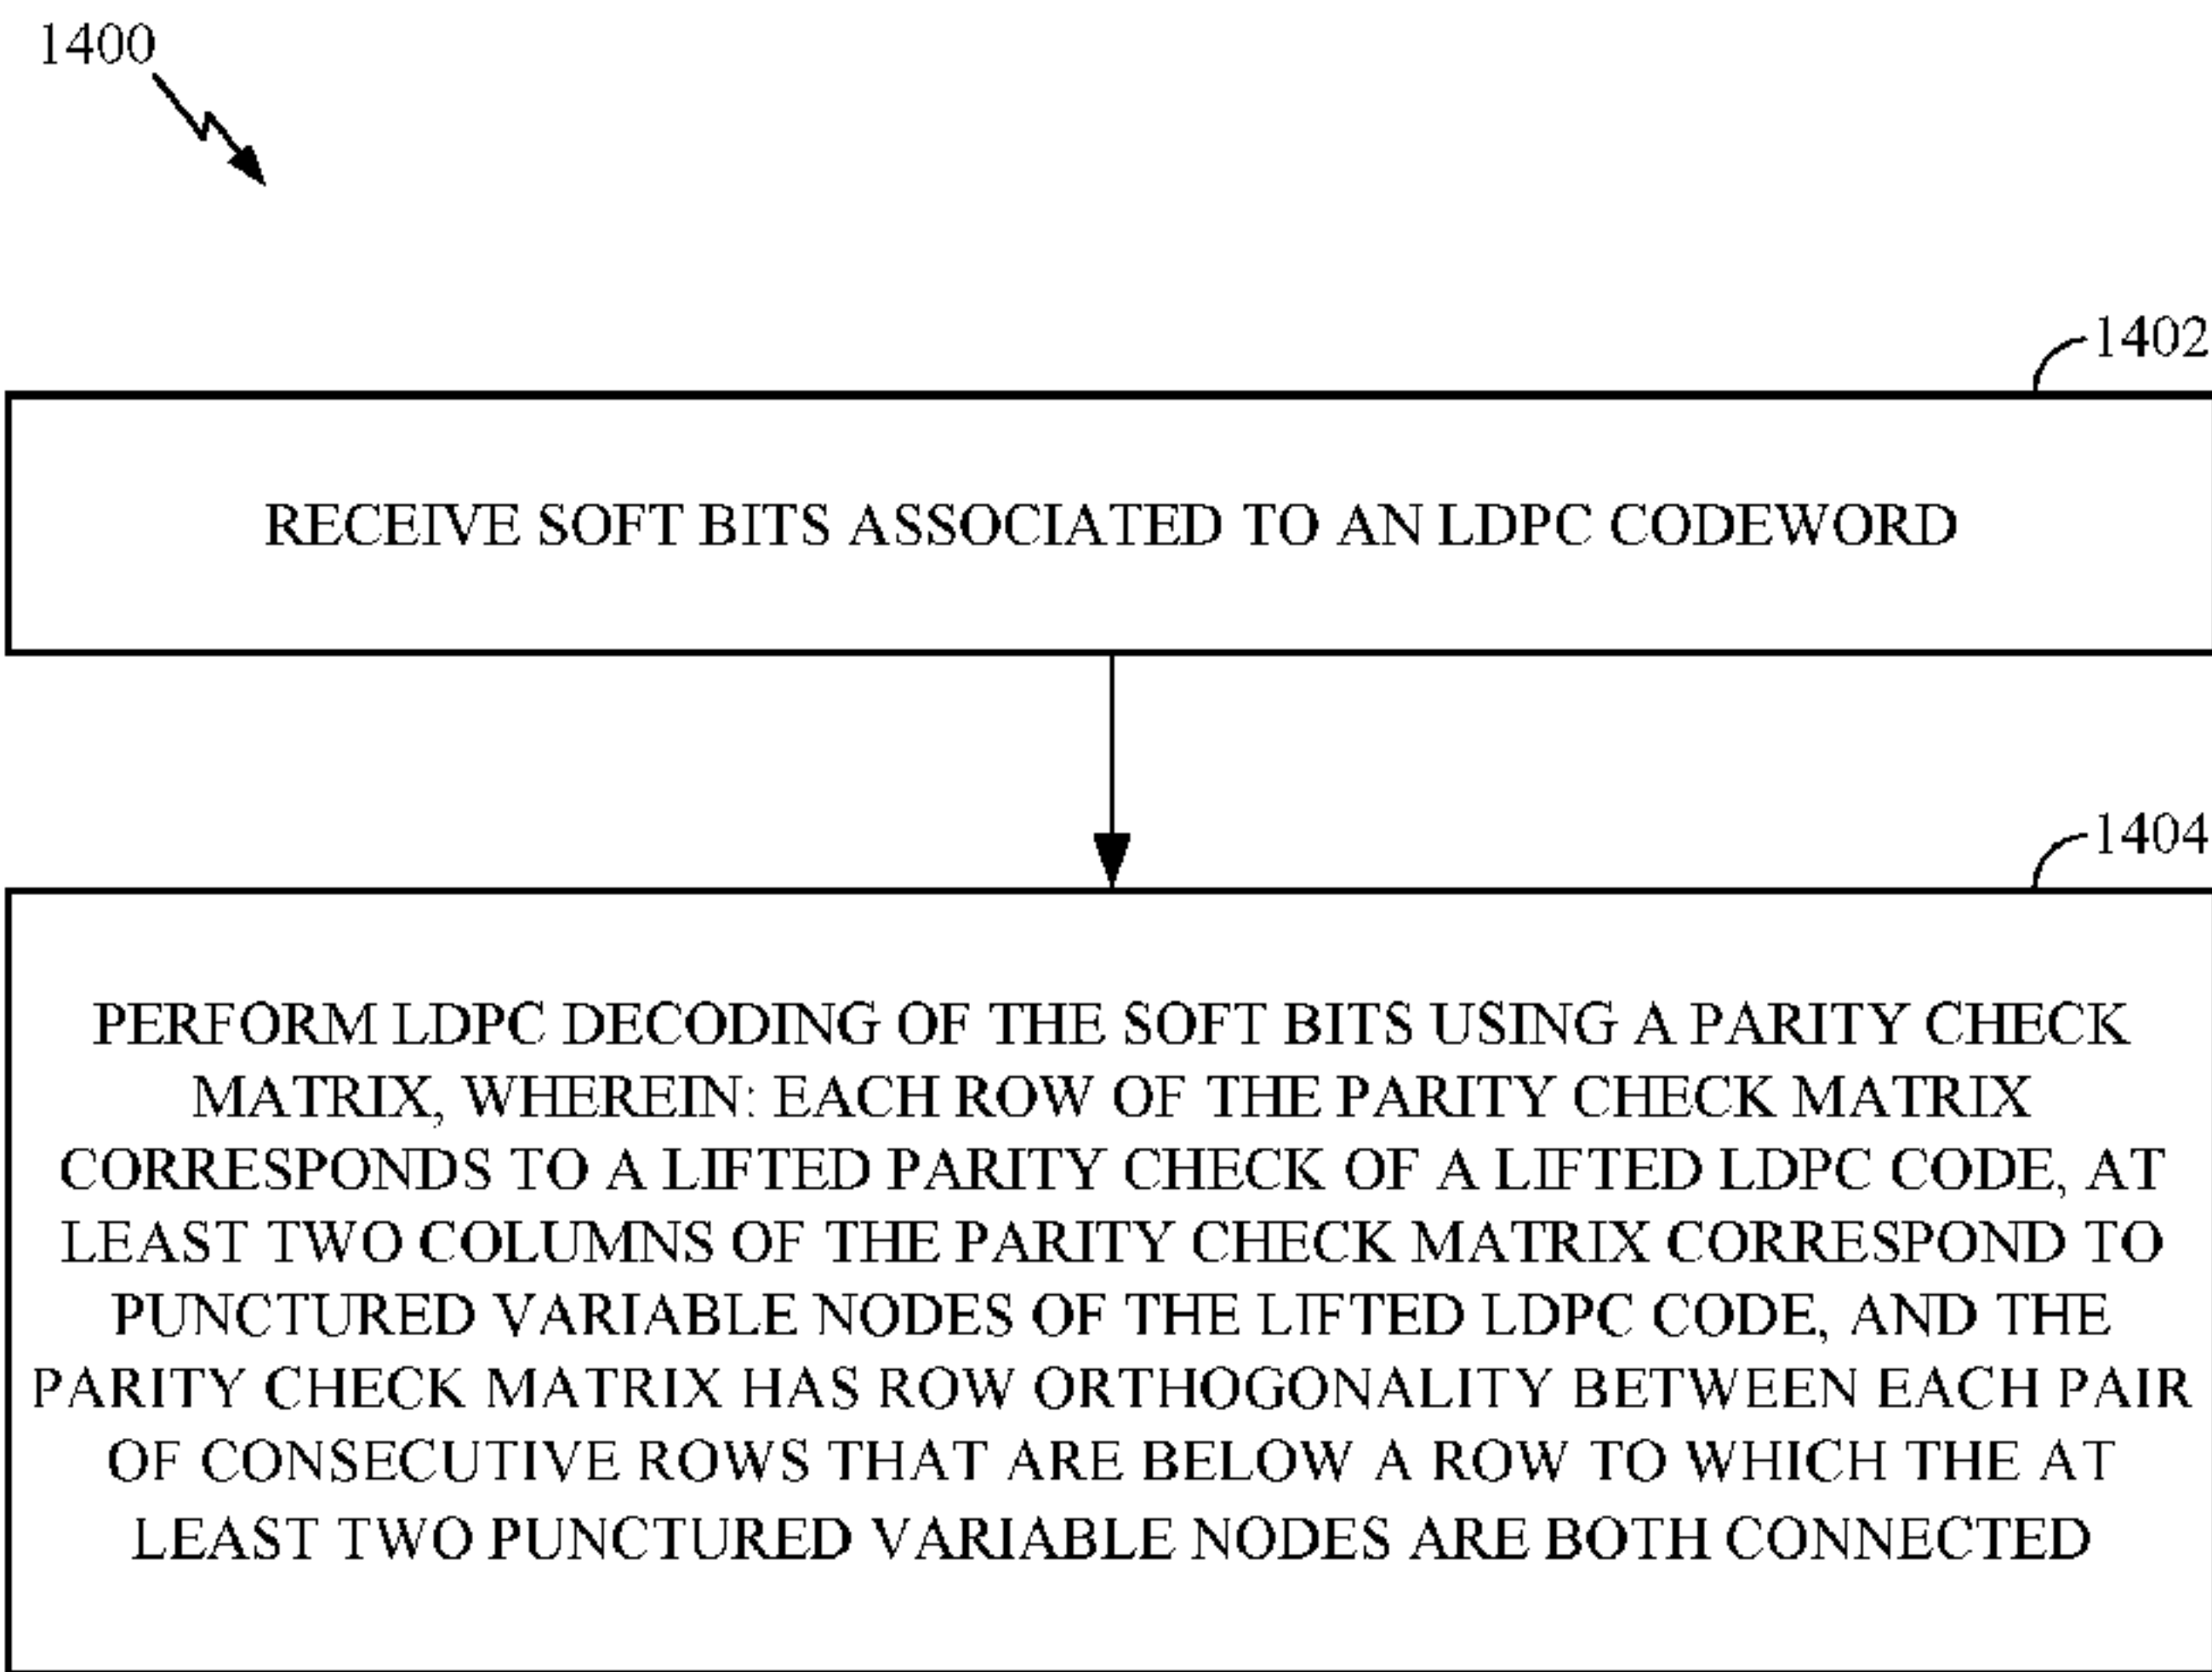 1400
1402
RECEIVE SOFT BITS ASSOCIATED TO AN LDPC CODEWORD
1404
PERFORM LDPC DECODING OF THE SOFT BITS USING A PARITY CHECK
MATRIX, WHEREIN: EACH ROW OF THE PARITY CHECK MATRIX
CORRESPONDS TO A LIFTED PARITY CHECK OF A LIFTED LDPC CODE, AT
LEAST TWO COLUMNS OF THE PARITY CHECK MATRIX CORRESPOND TO
PUNCTURED VARIABLE NODES OF THE LIFTED LDPC CODE, AND THE
PARITY CHECK MATRIX HAS ROW ORTHOGONALITY BETWEEN EACH PAIR
OF CONSECUTIVE ROWS THAT ARE BELOW A ROW TO WHICH THE AT
LEAST TWO PUNCTURED VARIABLE NODES ARE BOTH CONNECTED